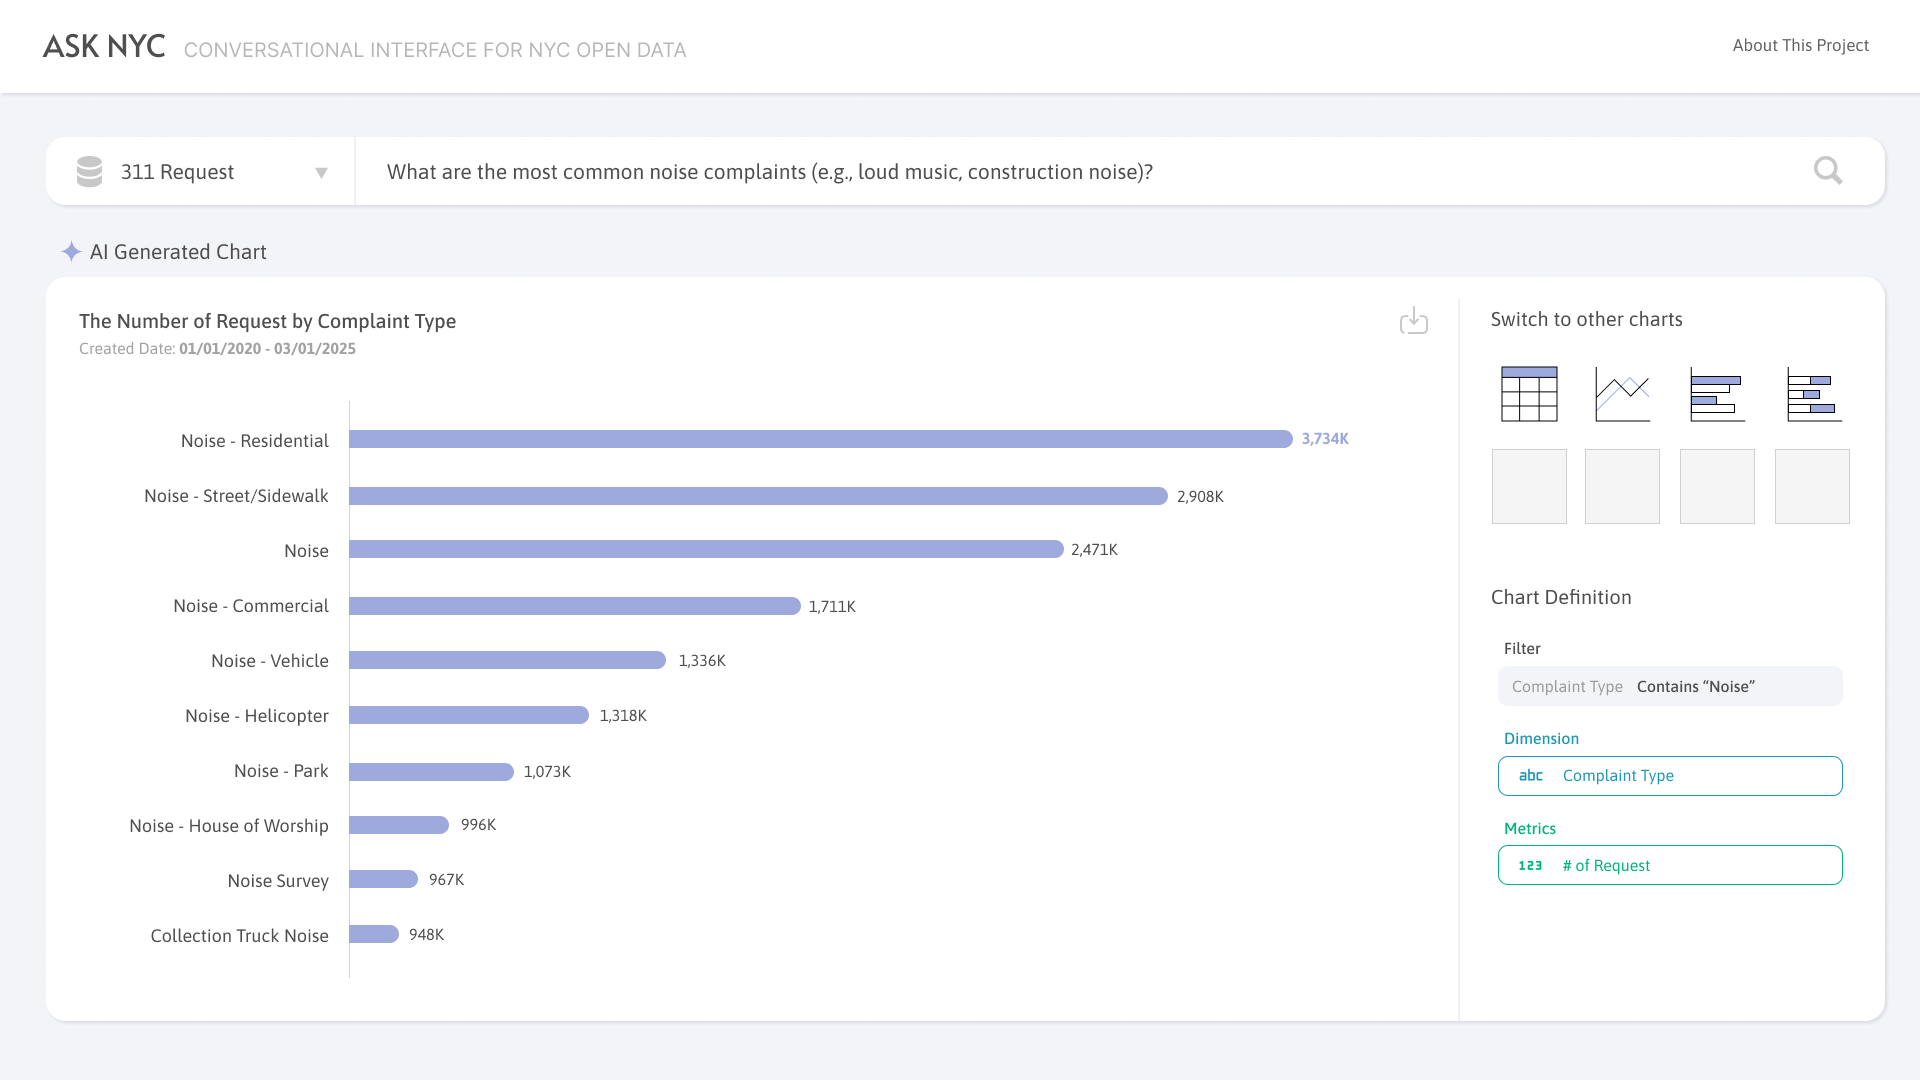 ASK NYC CONVERSATIONAL INTERFACE FOR NYC OPEN DATA
About This Project
311 Request
What are the most common noise complaints (e.g., loud music, construction noise)?
AI Generated Chart
The Number of Request by Complaint Type
Created Date: 01/01/2020 - 03/01/2025
Noise - Residential 3,734K
Noise - Street/Sidewalk 2,908K
Noise 2,471K
Noise - Commercial 1,711K
Noise - Vehicle 1,336K
Noise - Helicopter 1,318K
Noise - Park 1,073K
Noise - House of Worship 996K
Noise Survey 967K
Collection Truck Noise 948K
Switch to other charts
Chart Definition
Filter
Complaint Type Contains “Noise”
Dimension
abc Complaint Type
Metrics
123 # of Request